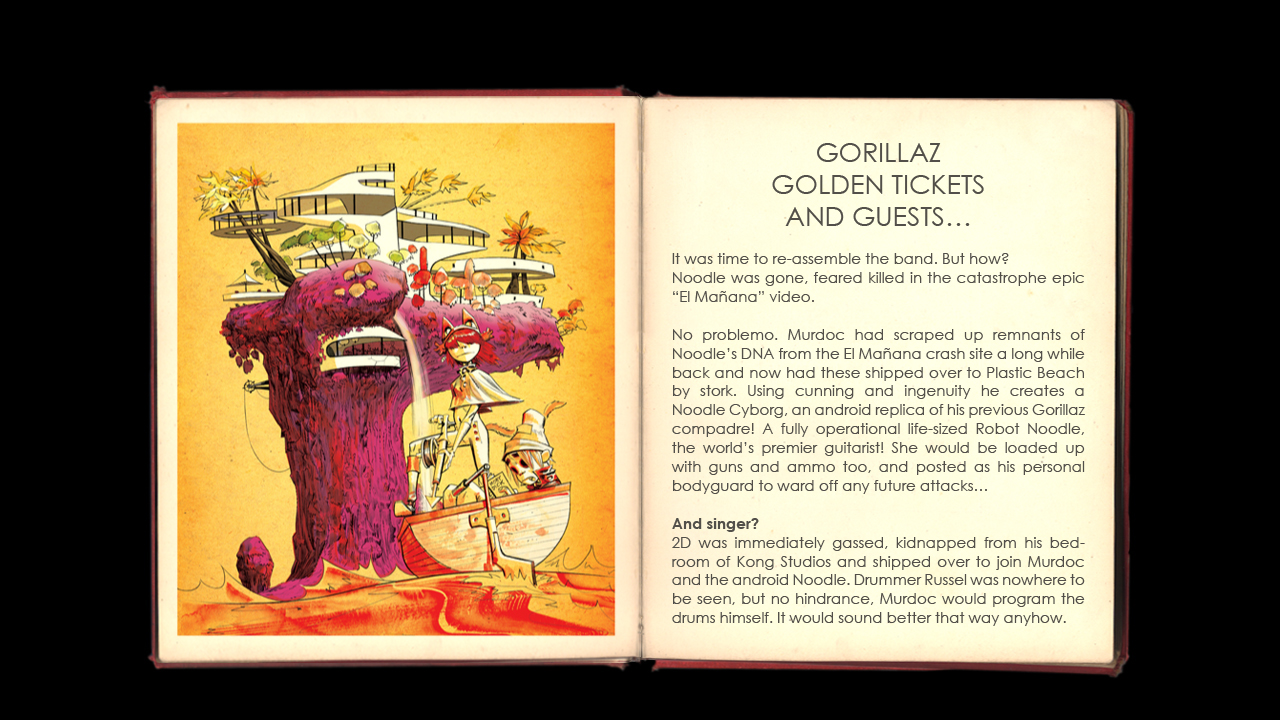 GORILLAZ
GOLDEN TICKETS
AND GUESTS…
It was time to re-assemble the band. But how?
Noodle was gone, feared killed in the catastrophe epic
“El Mañana” video.
No problemo. Murdoc had scraped up remnants of
Noodle’s DNA from the El Mañana crash site a long while
back and now had these shipped over to Plastic Beach
by stork. Using cunning and ingenuity he creates a
Noodle Cyborg, an android replica of his previous Gorillaz
compadre! A fully operational life-sized Robot Noodle,
the world’s premier guitarist! She would be loaded up
with guns and ammo too, and posted as his personal
bodyguard to ward off any future attacks…
And singer?
2D was immediately gassed, kidnapped from his bed-
room of Kong Studios and shipped over to join Murdoc
and the android Noodle. Drummer Russel was nowhere to
be seen, but no hindrance, Murdoc would program the
drums himself. It would sound better that way anyhow.